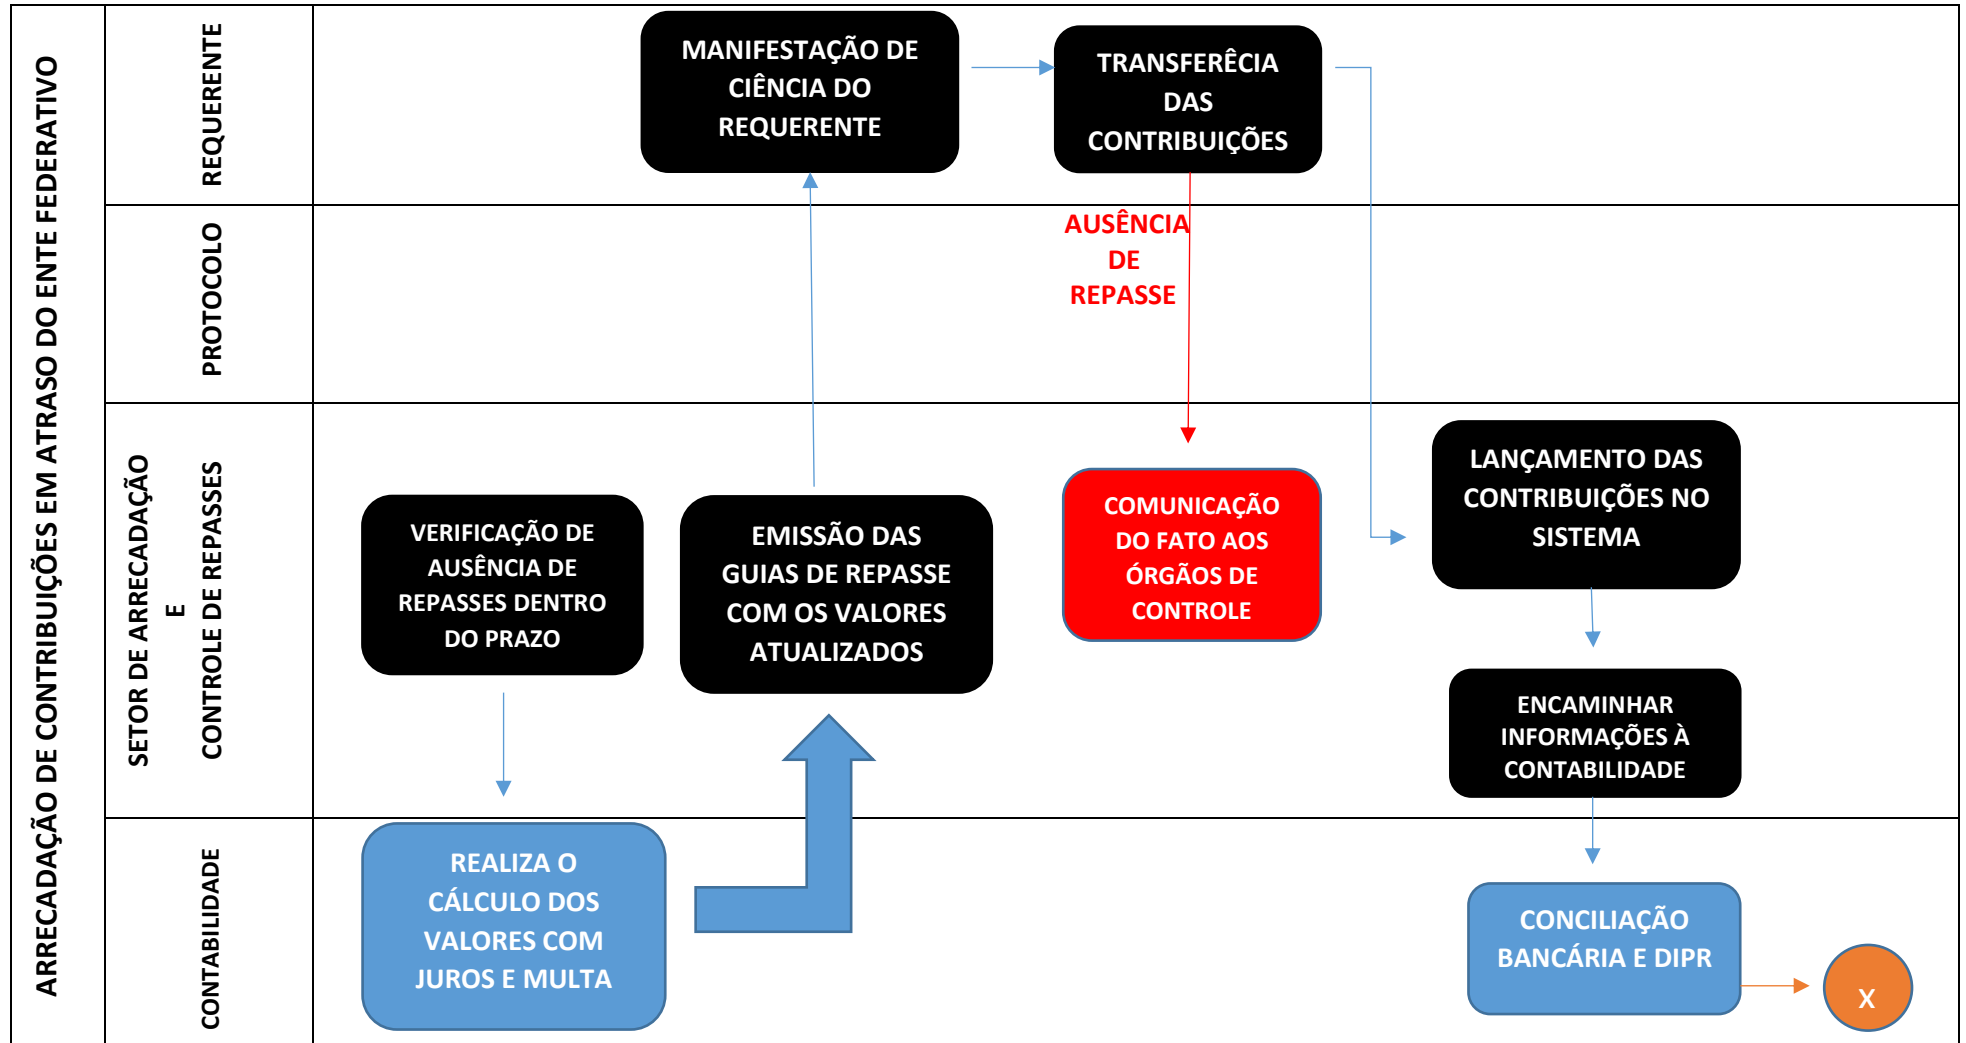 ARRECADAÇÃO DE CONTRIBUIÇÕES EM ATRASO DO ENTE FEDERATIVO
REQUERENTE
MANIFESTAÇÃO DE
CIÊNCIA DO
REQUERENTE
TRANSFERÊCIA
DAS
CONTRIBUIÇÕES
PROTOCOLO
AUSÊNCIA
DE
REPASSE
SETOR DE ARRECADAÇÃO
E
CONTROLE DE REPASSES
VERIFICAÇÃO DE
AUSÊNCIA DE
REPASSES DENTRO
DO PRAZO
EMISSÃO DAS
GUIAS DE REPASSE
COM OS VALORES
ATUALIZADOS
COMUNICAÇÃO
DO FATO AOS
ÓRGÃOS DE
CONTROLE
LANÇAMENTO DAS
CONTRIBUIÇÕES NO
SISTEMA
ENCAMINHAR
INFORMAÇÕES À
CONTABILIDADE
CONTABILIDADE
REALIZA O
CÁLCULO DOS
VALORES COM
JUROS E MULTA
CONCILIAÇÃO
BANCÁRIA E DIPR
X